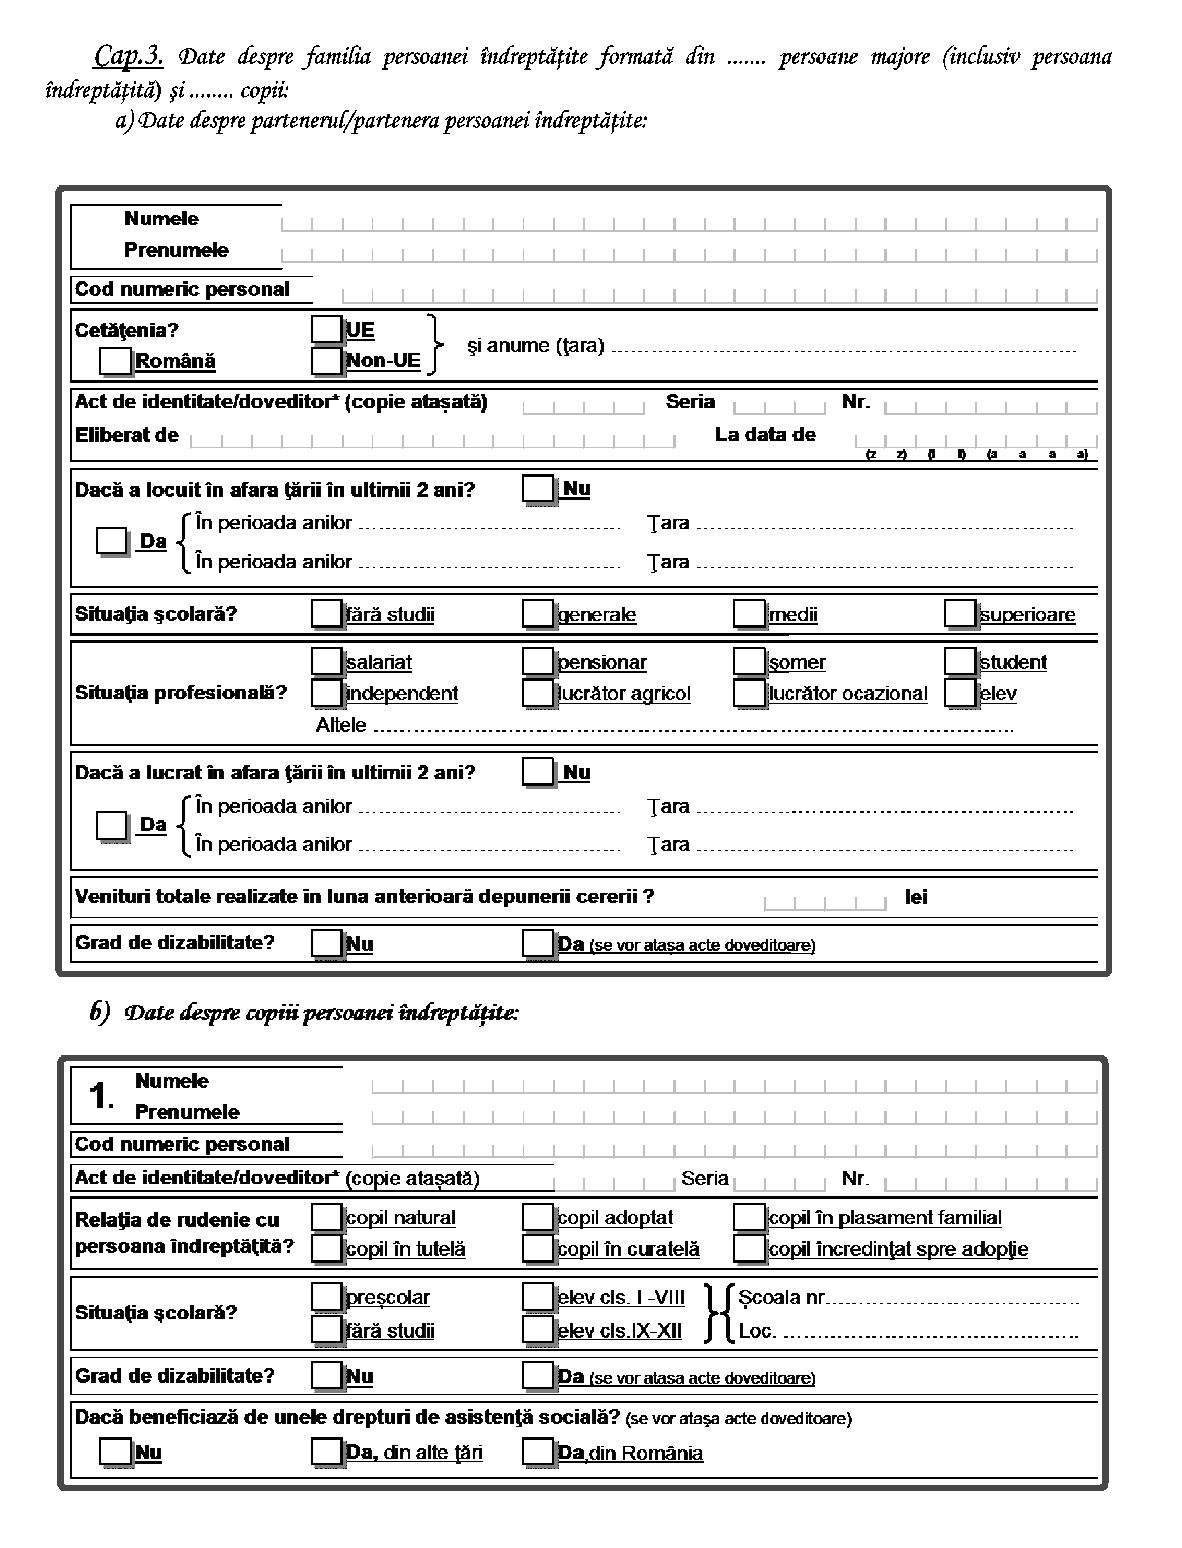 Cap.3. Date despre familia persoanei îndreptăţite formată din ....... persoane majore (inclusiv persoana
îndreptăţită) şi ........ copii:
a) Date despre partenerul/partenera persoanei îndreptăţite:
Numele
Prenumele
Cod numeric personal
Cetăţenia? UE
Română Non-UE şi anume (ţara) ................................................................
Act de identitate/doveditor* (copie ataşată) Seria Nr.
Eliberat de La data de
(z z) (l l) (a a a a)
Dacă a locuit în afara ţării în ultimii 2 ani? Nu
Da În perioada anilor ........................................ Ţara ........................................................
În perioada anilor ........................................ Ţara ........................................................
Situaţia şcolară? fără studii generale medii superioare
salariat pensionar şomer student
Situaţia profesională? independent lucrător agricol lucrător ocazional elev
Altele ................................................................................................
Dacă a lucrat în afara ţării în ultimii 2 ani? Nu
Da În perioada anilor ........................................ Ţara ........................................................
În perioada anilor ........................................ Ţara ........................................................
Venituri totale realizate în luna anterioară depunerii cererii ? lei
Grad de dizabilitate? Nu Da (se vor ataşa acte doveditoare)
b) Date despre copiii persoanei îndreptăţite:
1. Numele
Prenumele
Cod numeric personal
Act de identitate/doveditor* (copie ataşată) Seria Nr.
Relaţia de rudenie cu copil natural copil adoptat copil în plasament familial
persoana îndreptăţită? copil în tutelă copil în curatelă copil încredinţat spre adopţie
Situaţia şcolară? preşcolar elev cls. I -VIII Şcoala nr.......................................
fără studii elev cls.IX-XII Loc. .............................................
Grad de dizabilitate? Nu Da (se vor ataşa acte doveditoare)
Dacă beneficiază de unele drepturi de asistenţă socială? (se vor ataşa acte doveditoare)
Nu Da, din alte ţări Da,din România